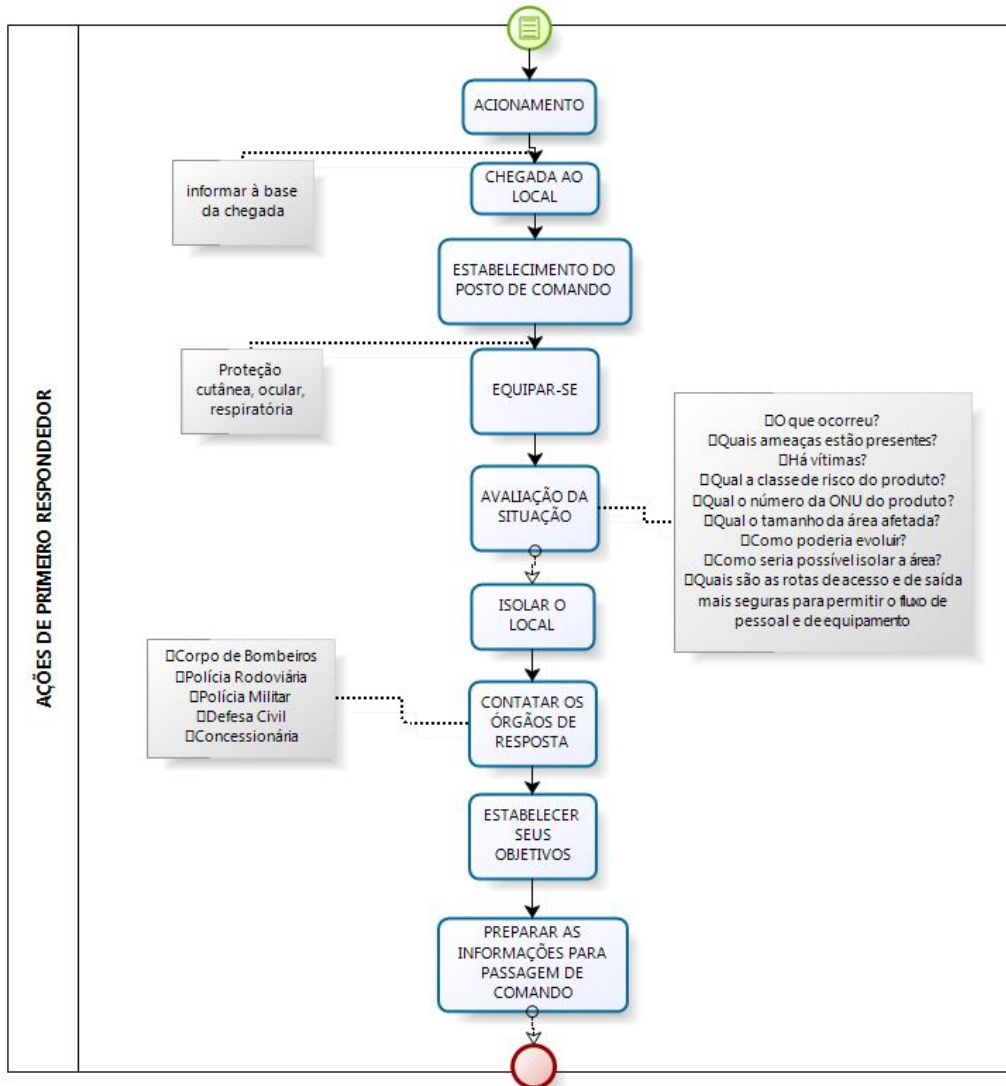 AÇÕES DE PRIMEIRO RESPONDEDOR
ACIONAMENTO
informar à base
da chegada
CHEGADA AO
LOCAL
ESTABELECIMENTO DO
POSTO DE COMANDO
Proteção
cutânea, ocular,
respiratória
EQUIPAR-SE
AVALIAÇÃO DA
SITUAÇÃO
▯O que ocorreu?
▯Quais ameaças estão presentes?
▯Há vítimas?
▯Qual a classe de risco do produto?
▯Qual o número da ONU do produto?
▯Qual o tamanho da área afetada?
▯Como poderia evoluir?
▯Como seria possível isolar a área?
▯Quais são as rotas de acesso e de saída
mais seguras para permitir o fluxo de
pessoal e de equipamento
ISOLAR O
LOCAL
▯Corpo de Bombeiros
▯Polícia Rodoviária
▯Polícia Militar
▯Defesa Civil
▯Concessionária
CONTATAR OS
ÓRGÃOS DE
RESPOSTA
ESTABELECER
SEUS
OBJETIVOS
PREPARAR AS
INFORMAÇÕES PARA
PASSAGEM DE
COMANDO